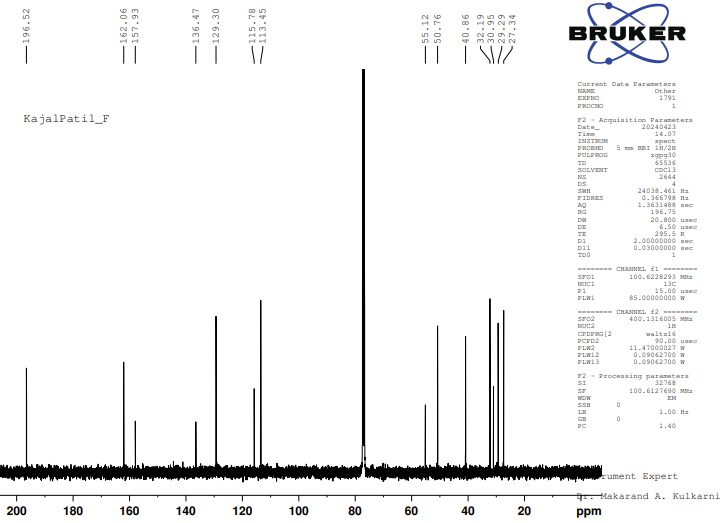 196.52
162.06
157.93
136.47
129.30
115.78
113.45
55.12
50.76
40.86
32.19
30.95
29.29
27.34
BRUKER
KajalPatil_F
Current Data Parameters
NAME Other
EXPNO 1791
PROCNO 1
F2 - Acquisition Parameters
Date_ 20240423
Time 14.07
INSTRUM spect
PROBHD 5 mm BBI 1H/2H
PULPROG zgpg30
TD 65536
SOLVENT CDCl3
NS 2644
DS 4
SWH 24038.461 Hz
FIDRES 0.366798 Hz
AQ 1.3631488 sec
RG 196.75
DW 20.800 usec
DE 6.50 usec
TE 295.5 K
D1 2.00000000 sec
D11 0.03000000 sec
TD0 1
======== CHANNEL f1 ========
SFO1 100.6228293 MHz
NUC1 13C
P1 15.00 usec
PLW1 85.00000000 W
======== CHANNEL f2 ========
SFO2 400.1316005 MHz
NUC2 1H
CPDPRG[2 waltz16
PCPD2 90.00 usec
PLW2 11.47000027 W
PLW12 0.09062700 W
PLW13 0.09062700 W
F2 - Processing parameters
SI 32768
SF 100.6127690 MHz
WDW EM
SSB 0
LB 1.00 Hz
GB 0
PC 1.40
rument Expert
Dr. Makarand A. Kulkarni
200 180 160 140 120 100 80 60 40 20 ppm